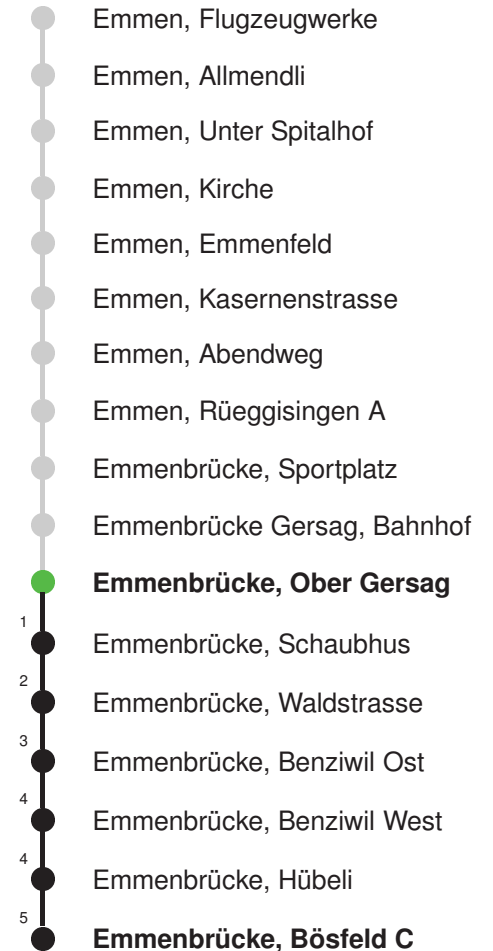 Emmen, Flugzeugwerke
Emmen, Allmendli
Emmen, Unter Spitalhof
Emmen, Kirche
Emmen, Emmenfeld
Emmen, Kasernenstrasse
Emmen, Abendweg
Emmen, Rüeggisingen A
Emmenbrücke, Sportplatz
Emmenbrücke Gersag, Bahnhof
Emmenbrücke, Ober Gersag
1 Emmenbrücke, Schaubhus
2 Emmenbrücke, Waldstrasse
3 Emmenbrücke, Benziwil Ost
4 Emmenbrücke, Benziwil West
4 Emmenbrücke, Hübeli
5 Emmenbrücke, Bösfeld C